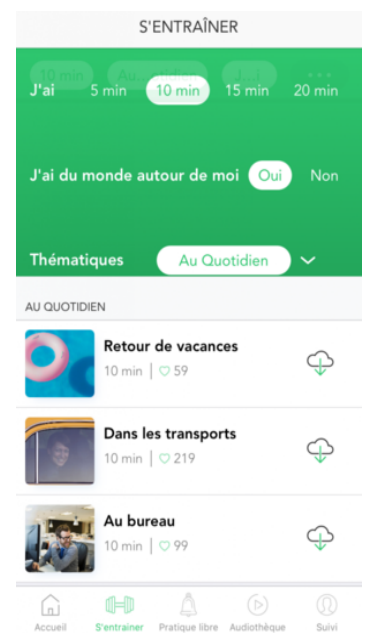 S'ENTRAÎNER
10 min
J'ai 5 min 10 min 15 min 20 min
J'ai du monde autour de moi Oui Non
Thématiques Au Quotidien
AU QUOTIDIEN
Retour de vacances
10 min | 59
Dans les transports
10 min | 219
Au bureau
10 min | 99
Accueil S'entrainer Pratique libre Audiothèque Suivi